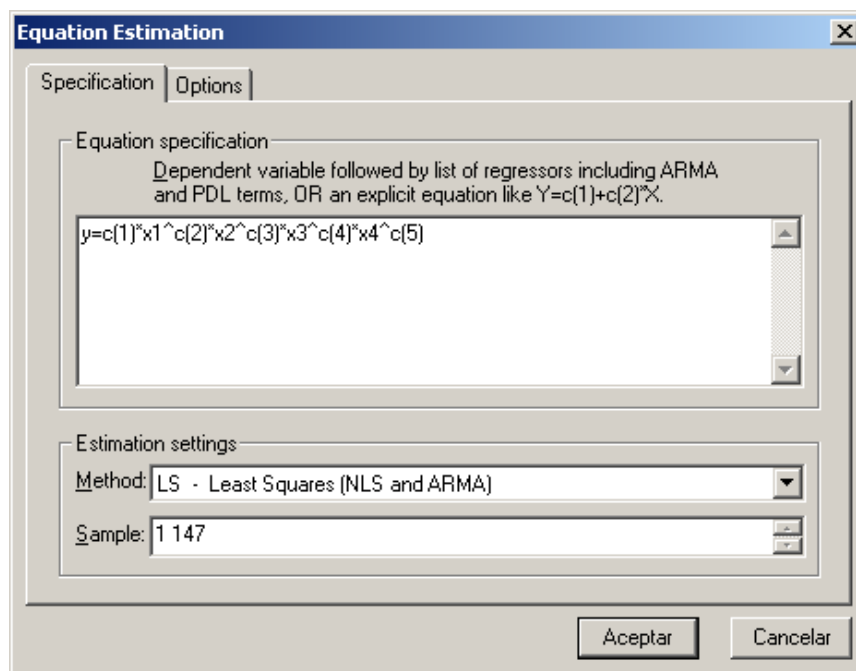 Equation Estimation
Specification
Options
Equation specification
Dependent variable followed by list of regressors including ARMA
and PDL terms, OR an explicit equation like Y=c(1)+c(2)*X.
y=c(1)*x1^c(2)*x2^c(3)*x3^c(4)*x4^c(5)
Estimation settings
Method: LS - Least Squares (NLS and ARMA)
Sample: 1 147
Aceptar
Cancelar